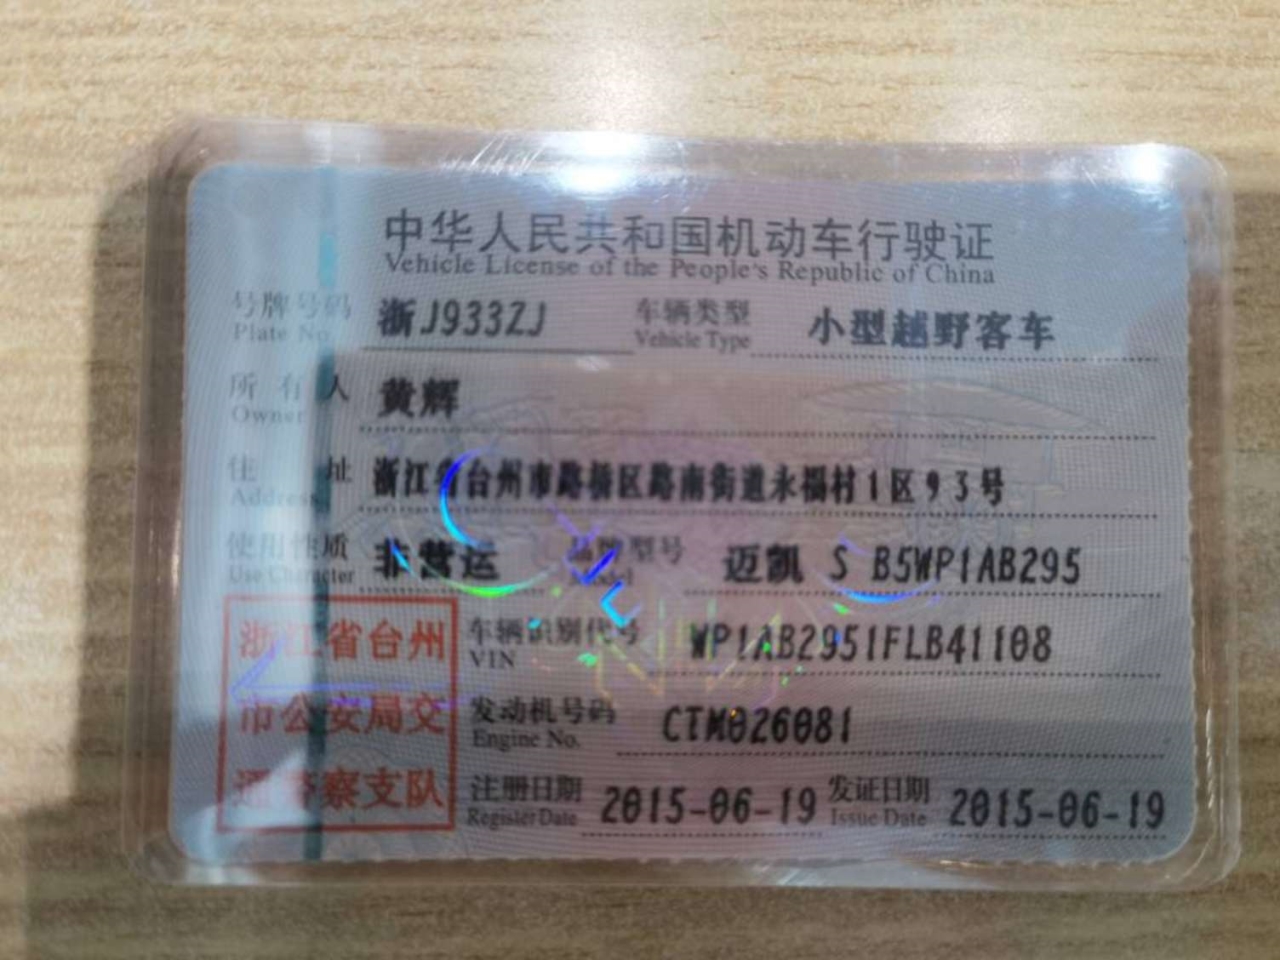 中华人民共和国机动车行驶证
Vehicle License of the People's Republic of China
号牌号码 浙J933ZJ 车辆类型 小型越野客车
Plate No. Vehicle Type
所有人 黄辉
Owner
住址 浙江省台州市路桥区路南街道永福村1区93号
Address
使用性质 非营运 品牌型号 迈凯 S B5WP1AB295
Use Character Model
浙江省台州
市公安局交
通警察支队
车辆识别代号 WP1AB2951FLB41108
VIN
发动机号码 CTM026081
Engine No.
注册日期 2015-06-19 发证日期 2015-06-19
Register Date Issue Date